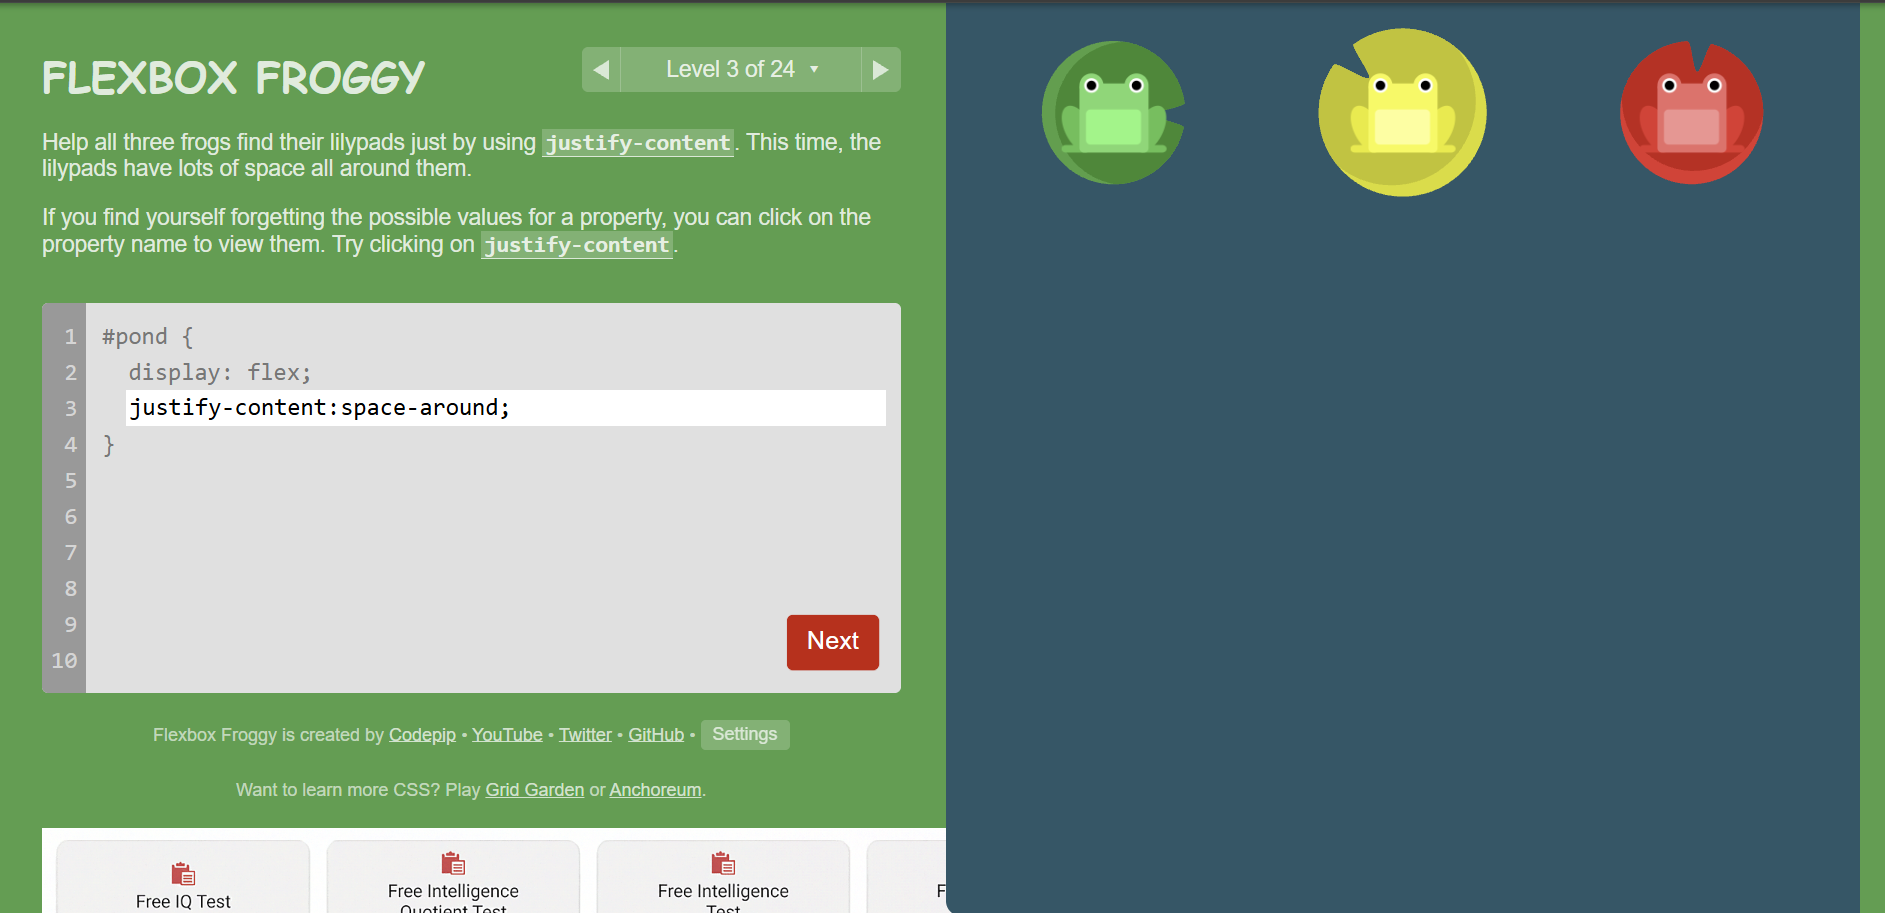 FLEXBOX FROGGY
Level 3 of 24
Help all three frogs find their lilypads just by using justify-content. This time, the
lilypads have lots of space all around them.
If you find yourself forgetting the possible values for a property, you can click on the
property name to view them. Try clicking on justify-content.
1 #pond {
2 display: flex;
3 justify-content:space-around;
4 }
5
6
7
8
9
10
Next
Flexbox Froggy is created by Codepip • YouTube • Twitter • GitHub • Settings
Want to learn more CSS? Play Grid Garden or Anchoreum.
Free IQ Test
Free Intelligence
Quotient Test
Free Intelligence
Test